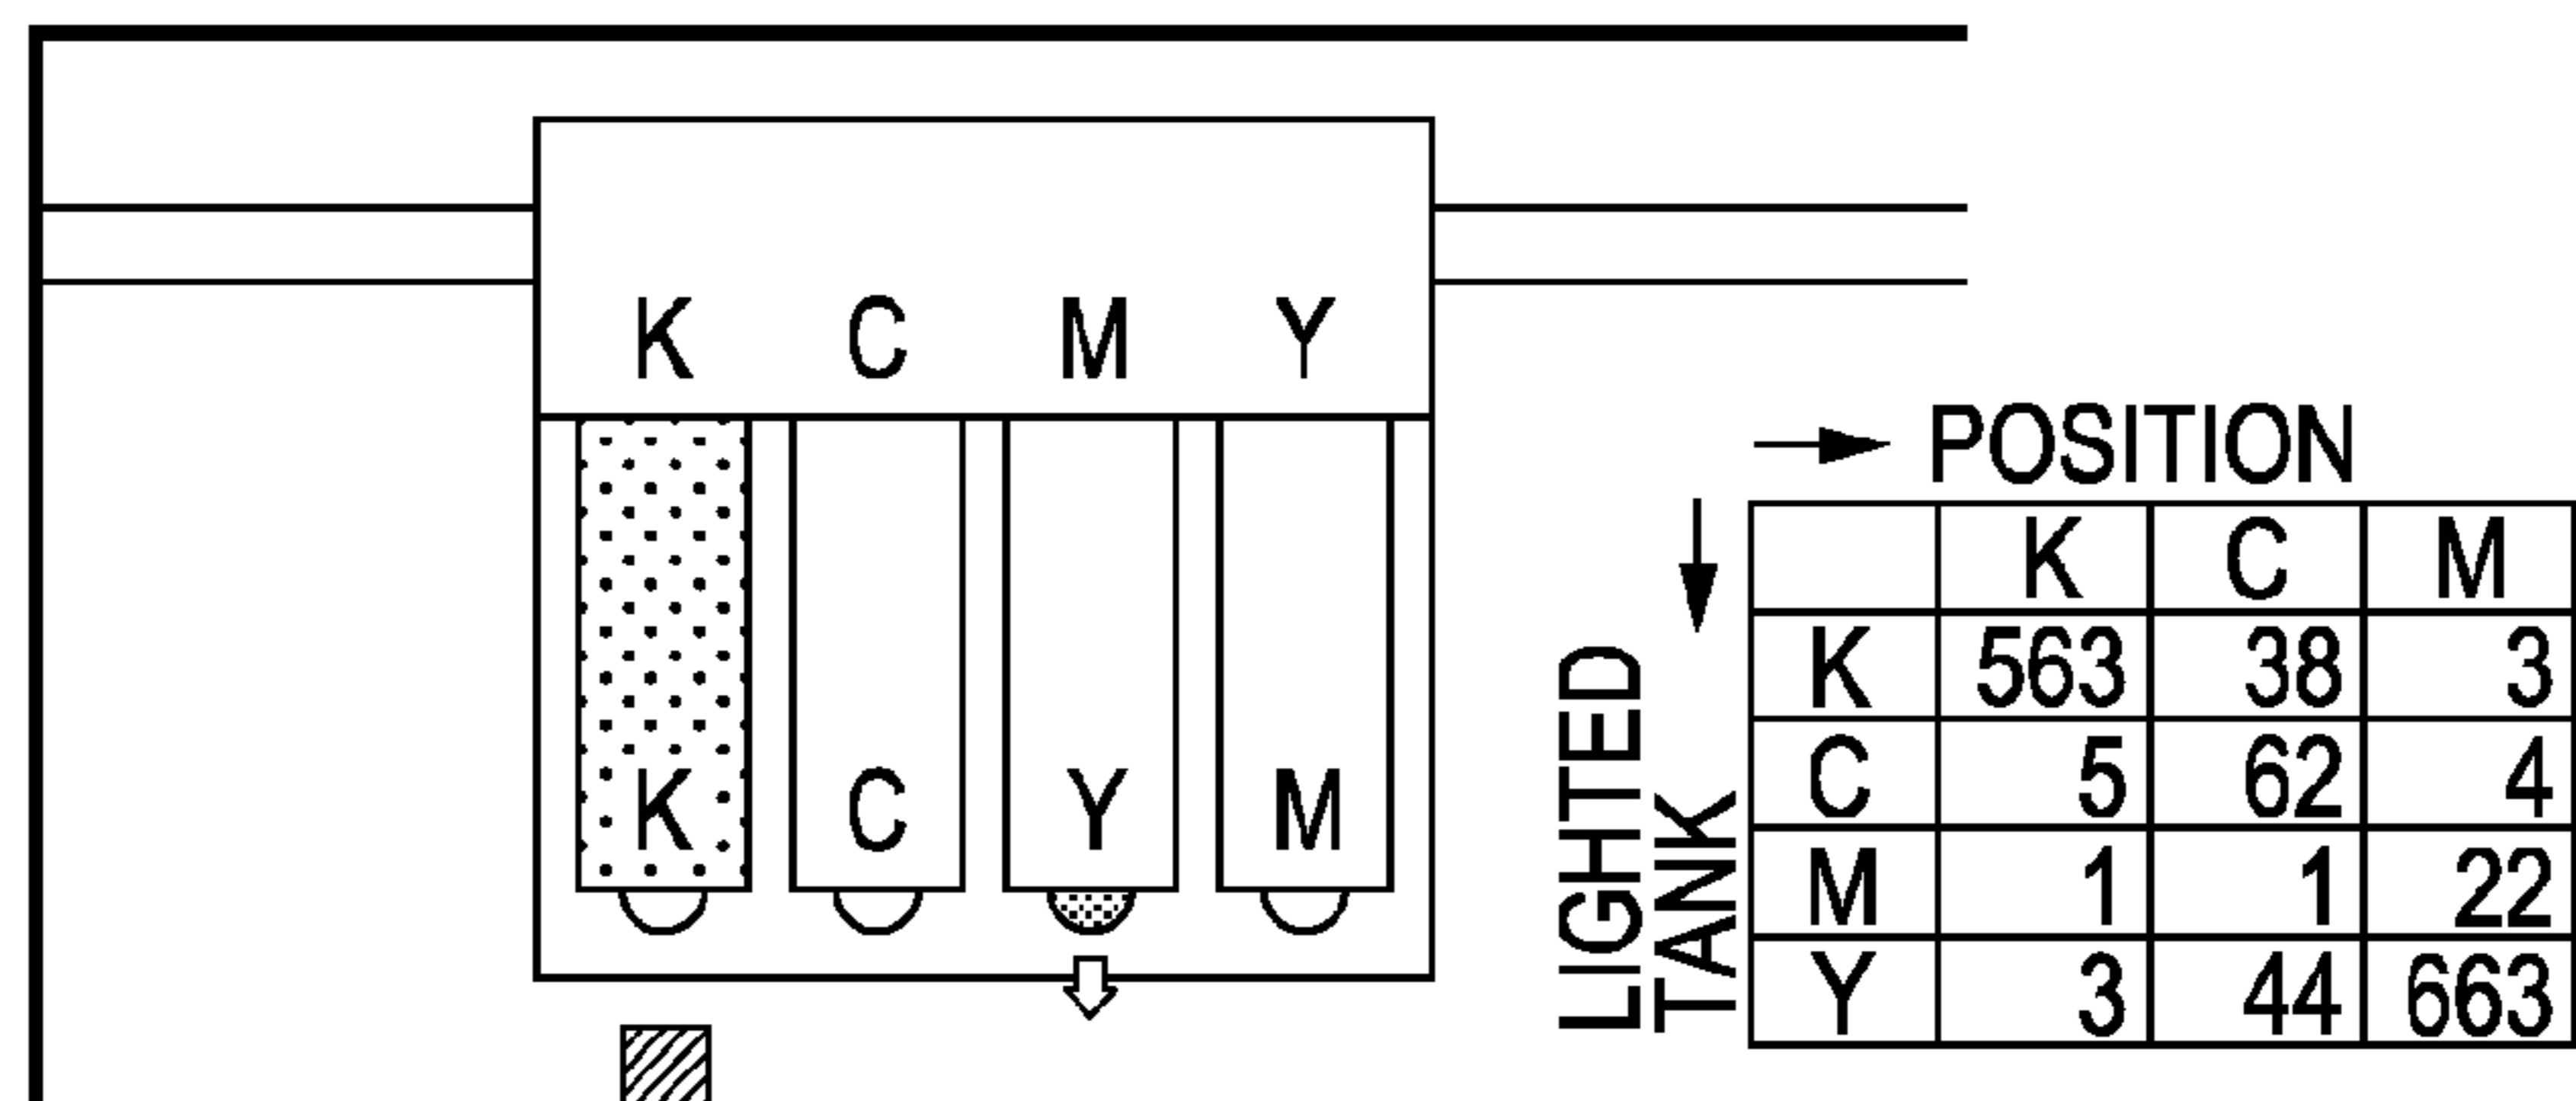 K C M Y
K C Y M
POSITION
LIGHTED
TANK
K C M
K 563 38 3
C 5 62 4
M 1 1 22
Y 3 44 663